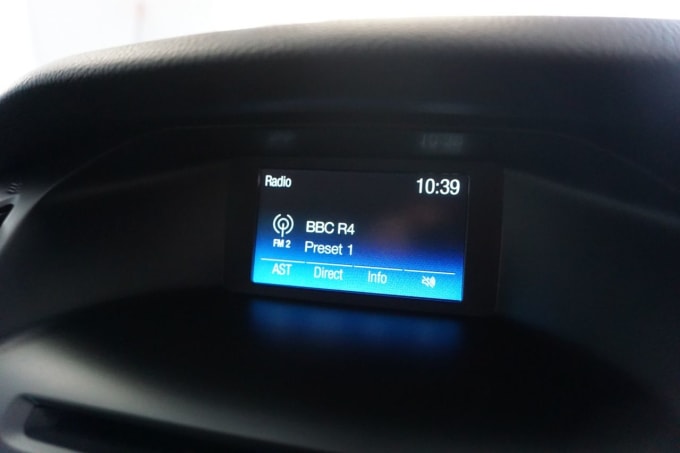 Radio 10:39
BBC R4
FM 2 Preset 1
AST Direct Info